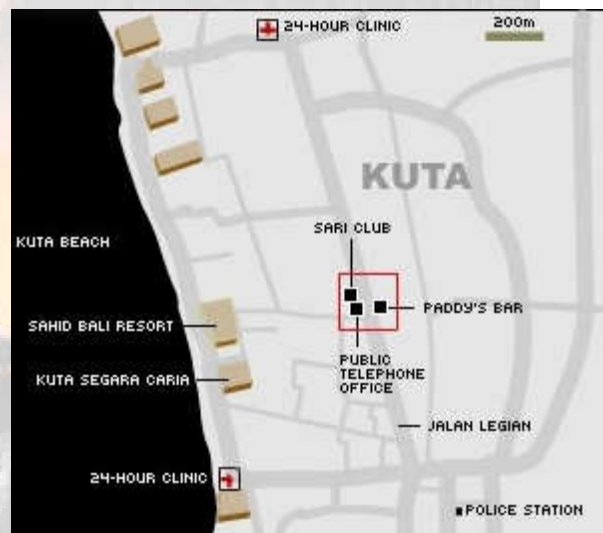 24-HOUR CLINIC
200m
KUTA
SARI CLUB
KUTA BEACH
PADDY'S BAR
SAHID BALI RESORT
PUBLIC
TELEPHONE
OFFICE
KUTA SEGARA CARIA
JALAN LEGIAN
24-HOUR CLINIC
POLICE STATION